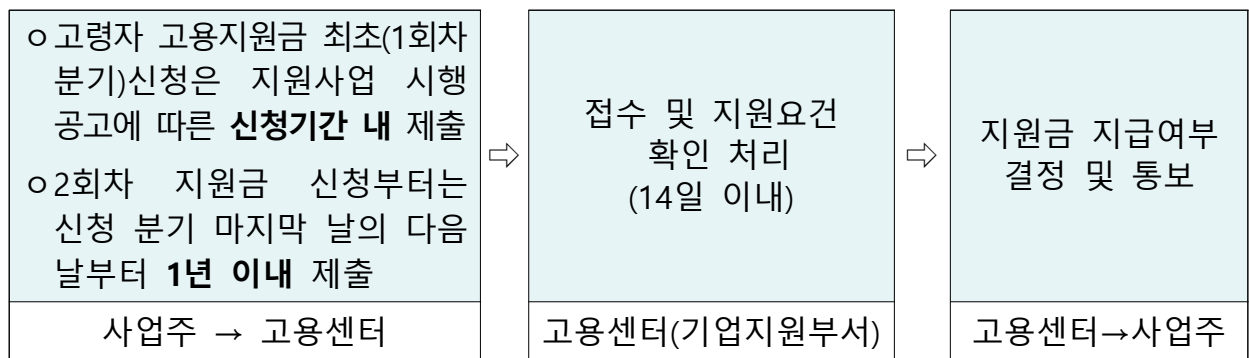 ㅇ고령자 고용지원금 최초(1회차
분기)신청은 지원사업 시행
공고에 따른 신청기간 내 제출
ㅇ2회차 지원금 신청부터는
신청 분기 마지막 날의 다음
날부터 1년 이내 제출
사업주 → 고용센터
⇨
접수 및 지원요건
확인 처리
(14일 이내)
고용센터(기업지원부서)
⇨
지원금 지급여부
결정 및 통보
고용센터→사업주